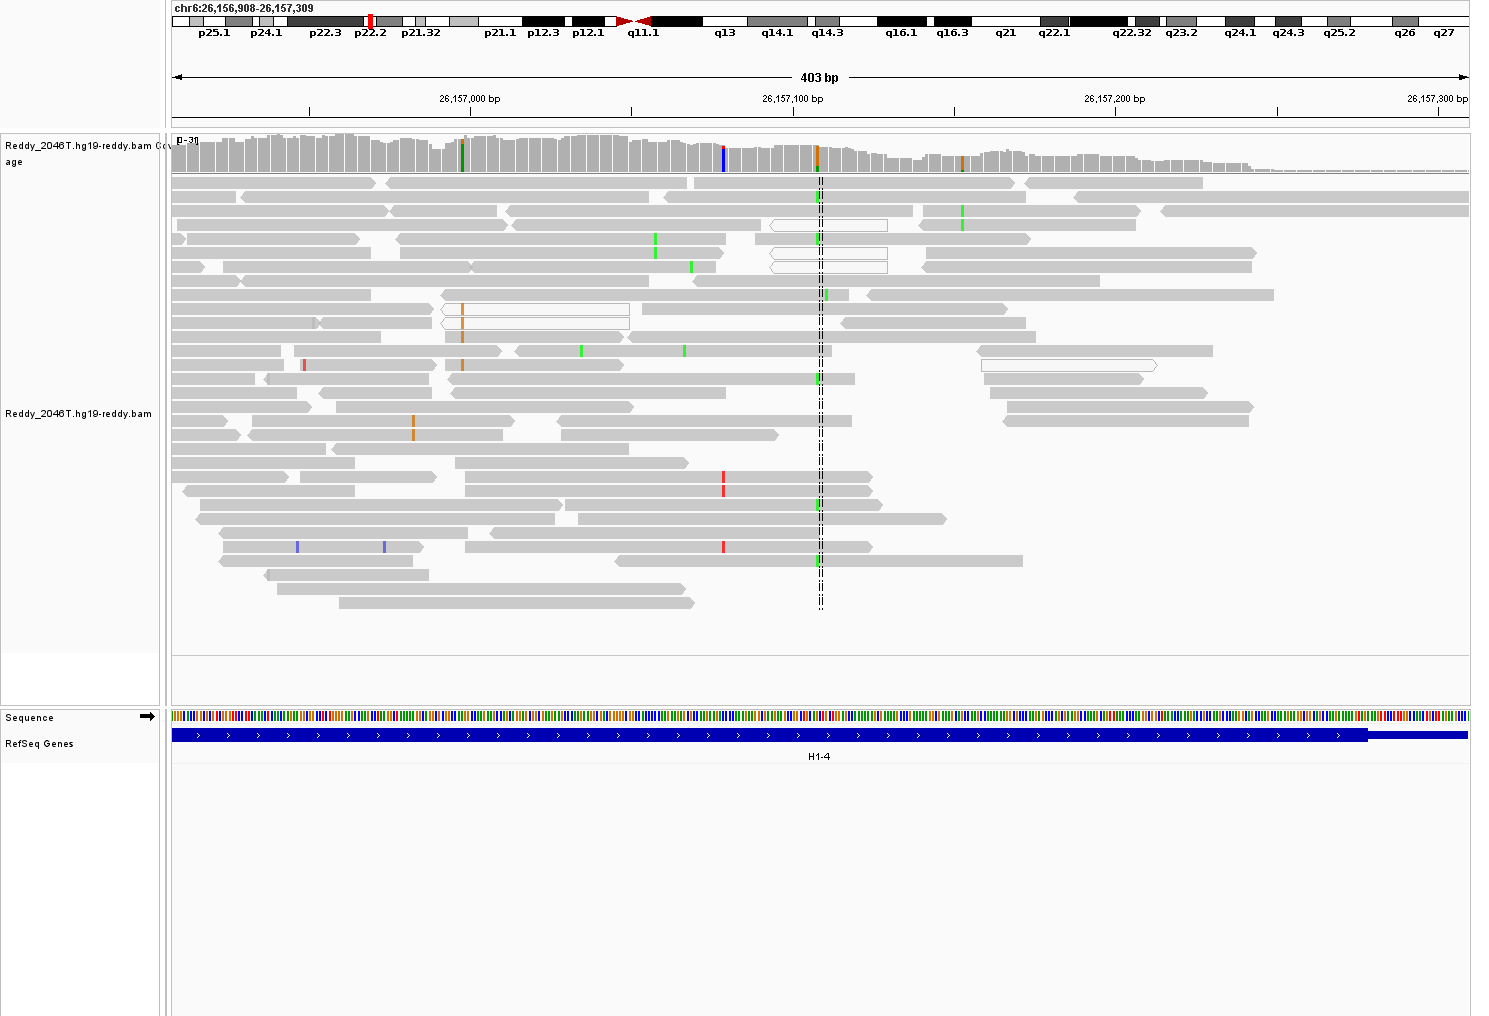 chr6:26,156,908-26,157,309
p25.1 p24.1 p22.3 p22.2 p21.32 p21.1 p12.3 p12.1 q11.1 q13 q14.1 q14.3 q16.1 q16.3 q21 q22.1 q22.32 q23.2 q24.1 q24.3 q25.2 q26 q27
403 bp
26,157,000 bp 26,157,100 bp 26,157,200 bp 26,157,300 bp
Reddy_2046T.hg19-reddy.bam Cov
age
[0-31]
Reddy_2046T.hg19-reddy.bam
Sequence
RefSeq Genes
H1-4